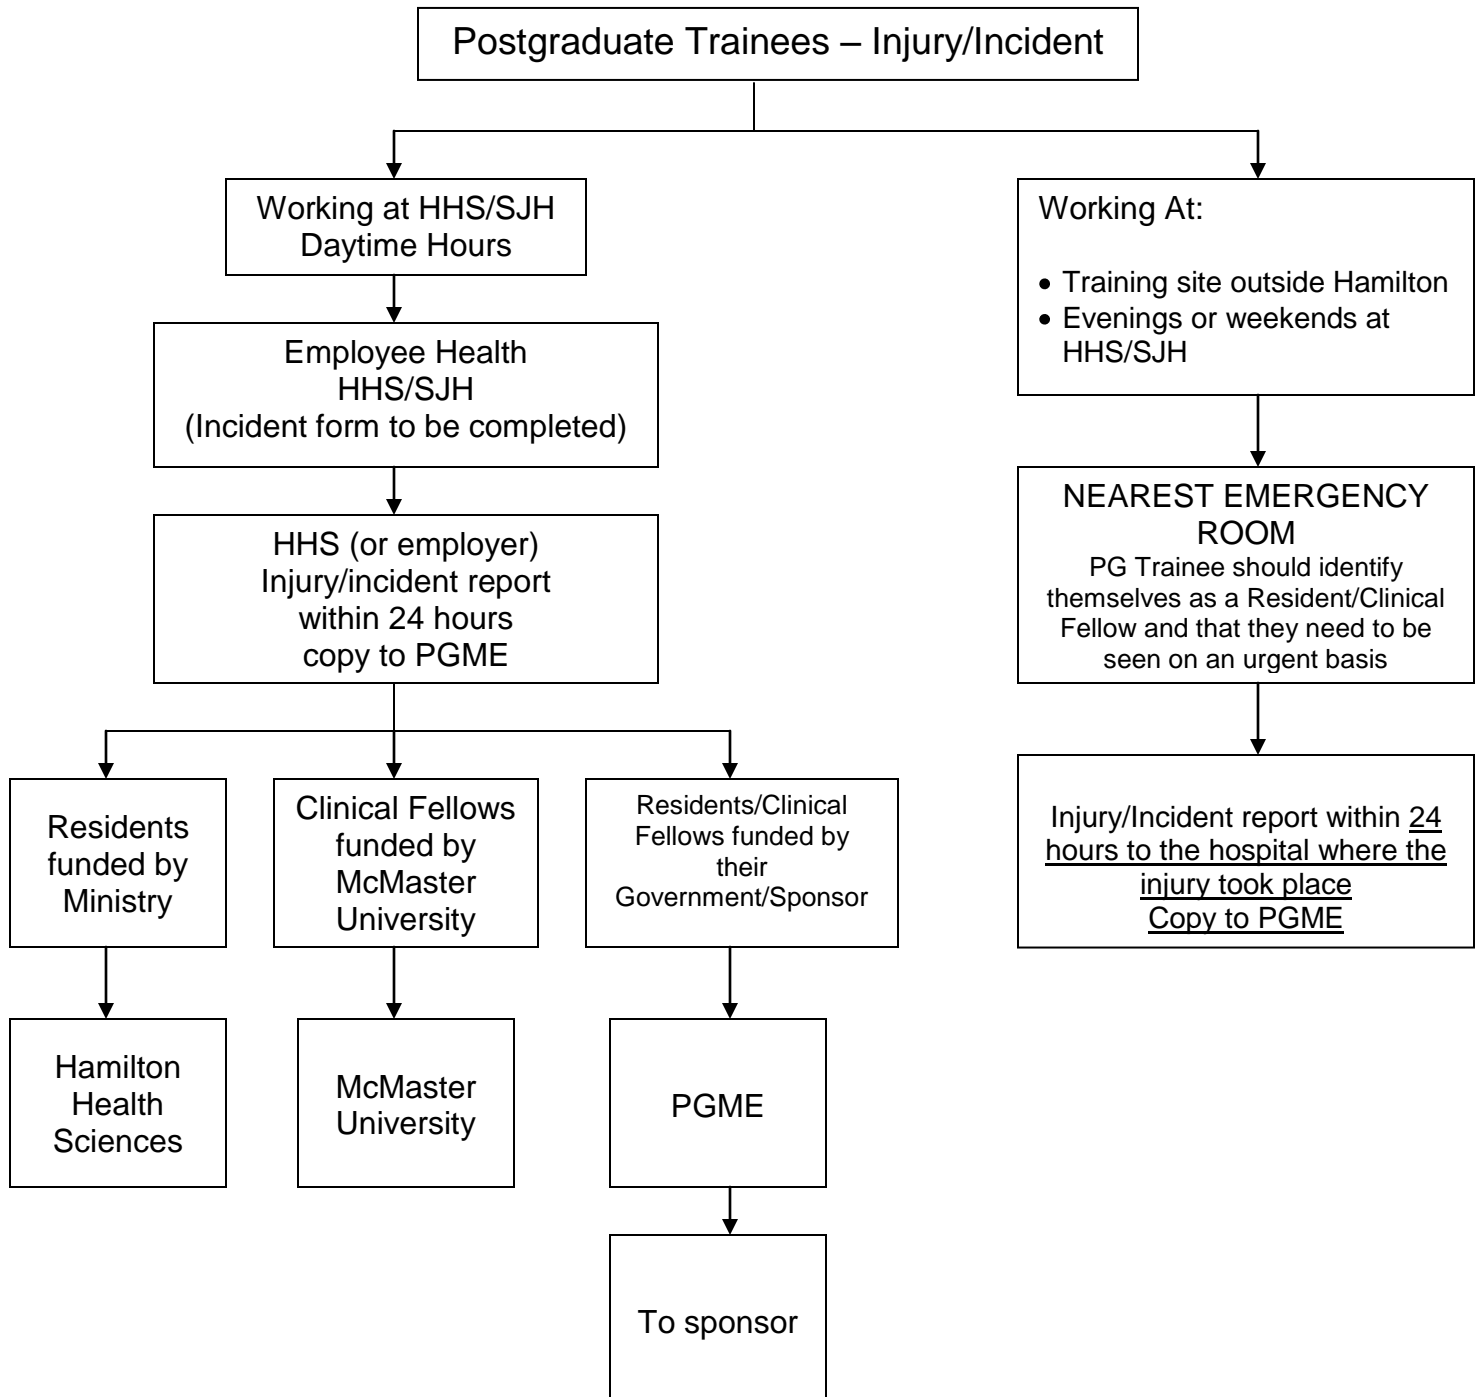 Postgraduate Trainees – Injury/Incident
Working at HHS/SJH
Daytime Hours
Employee Health
HHS/SJH
(Incident form to be completed)
HHS (or employer)
Injury/incident report
within 24 hours
copy to PGME
Residents
funded by
Ministry
Clinical Fellows
funded by
McMaster
University
Residents/Clinical
Fellows funded by
their
Government/Sponsor
Hamilton
Health
Sciences
McMaster
University
PGME
To sponsor
Working At:
• Training site outside Hamilton
• Evenings or weekends at
HHS/SJH
NEAREST EMERGENCY
ROOM
PG Trainee should identify
themselves as a Resident/Clinical
Fellow and that they need to be
seen on an urgent basis
Injury/Incident report within 24
hours to the hospital where the
injury took place
Copy to PGME